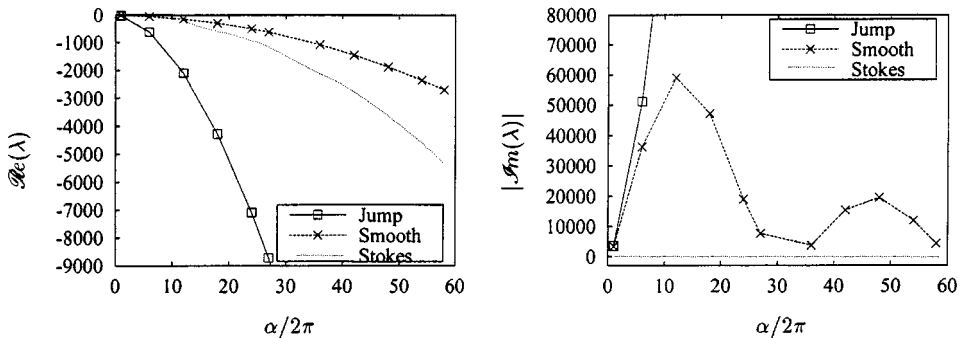 0
-1000
-2000
-3000
-4000
-5000
-6000
-7000
-8000
-9000
ℛe(λ)
Jump
Smooth
Stokes
0 10 20 30 40 50 60
α/2π
80000
70000
60000
50000
40000
30000
20000
10000
0
|ℐm(λ)|
Jump
Smooth
Stokes
0 10 20 30 40 50 60
α/2π